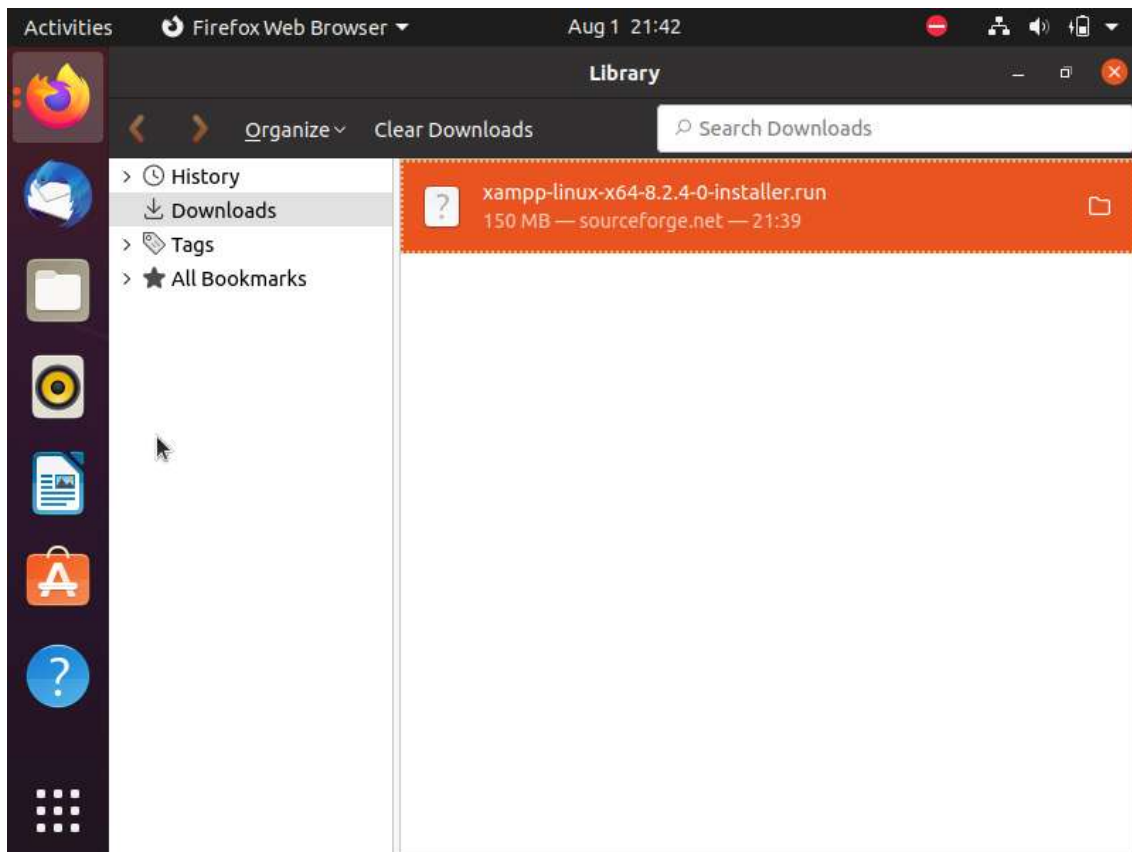 Activities Firefox Web Browser Aug 1 21:42
Library
Organize Clear Downloads Search Downloads
History
Downloads
Tags
All Bookmarks
xampp-linux-x64-8.2.4-0-installer.run
150 MB — sourceforge.net — 21:39